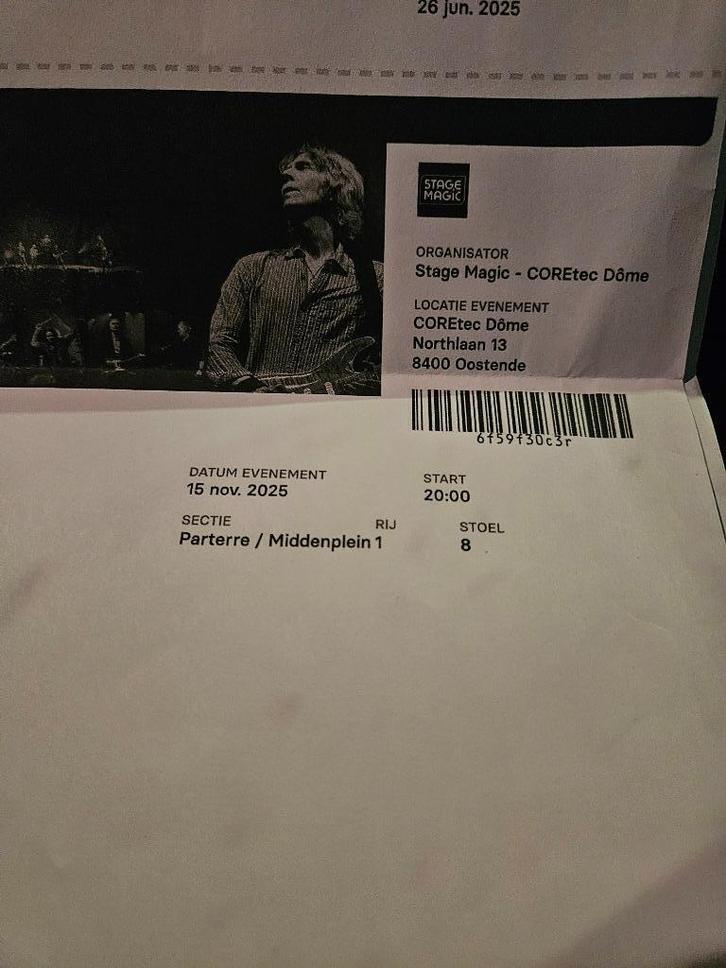 26 jun. 2025
STAGE
MAGIC
ORGANISATOR
Stage Magic - COREtec Dôme
LOCATIE EVENEMENT
COREtec Dôme
Northlaan 13
8400 Oostende
6f59f30c3r
DATUM EVENEMENT
15 nov. 2025
START
20:00
SECTIE
Parterre / Middenplein
RIJ
1
STOEL
8